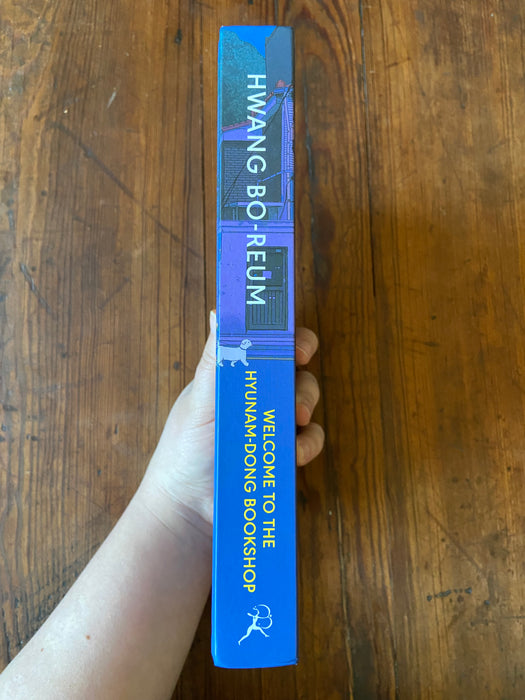 HWANG BO-REUM
WELCOME TO THE
HYUNAM-DONG BOOKSHOP